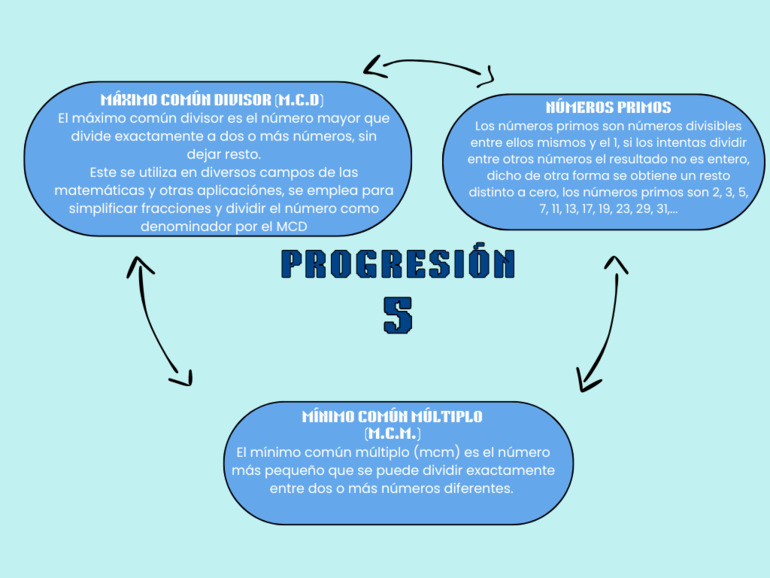 MÁXIMO COMÚN DIVISOR (M.C.D)
El máximo común divisor es el número mayor que
divide exactamente a dos o más números, sin
dejar resto.
Este se utiliza en diversos campos de las
matemáticas y otras aplicaciónes, se emplea para
simplificar fracciones y dividir el número como
denominador por el MCD
NÚMEROS PRIMOS
Los números primos son números divisibles
entre ellos mismos y el 1, si los intentas dividir
entre otros números el resultado no es entero,
dicho de otra forma se obtiene un resto
distinto a cero, los números primos son 2, 3, 5,
7, 11, 13, 17, 19, 23, 29, 31,...
PROGRESIÓN
5
MÍNIMO COMÚN MÚLTIPLO
(M.C.M.)
El mínimo común múltiplo (mcm) es el número
más pequeño que se puede dividir exactamente
entre dos o más números diferentes.